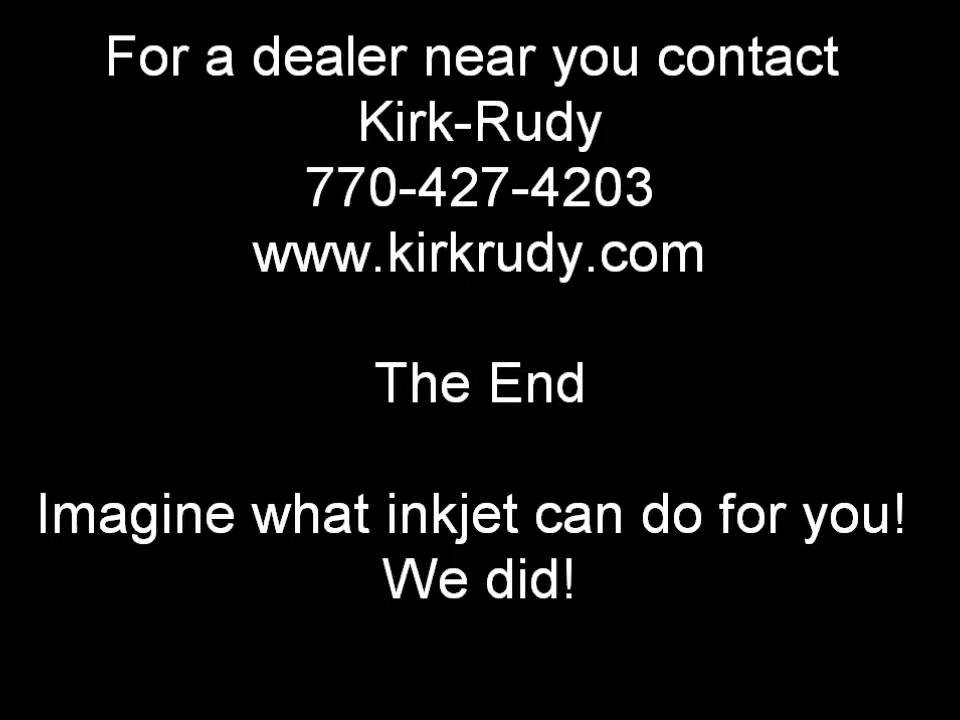 For a dealer near you contact
Kirk-Rudy
770-427-4203
www.kirkrudy.com
The End
Imagine what inkjet can do for you!
We did!